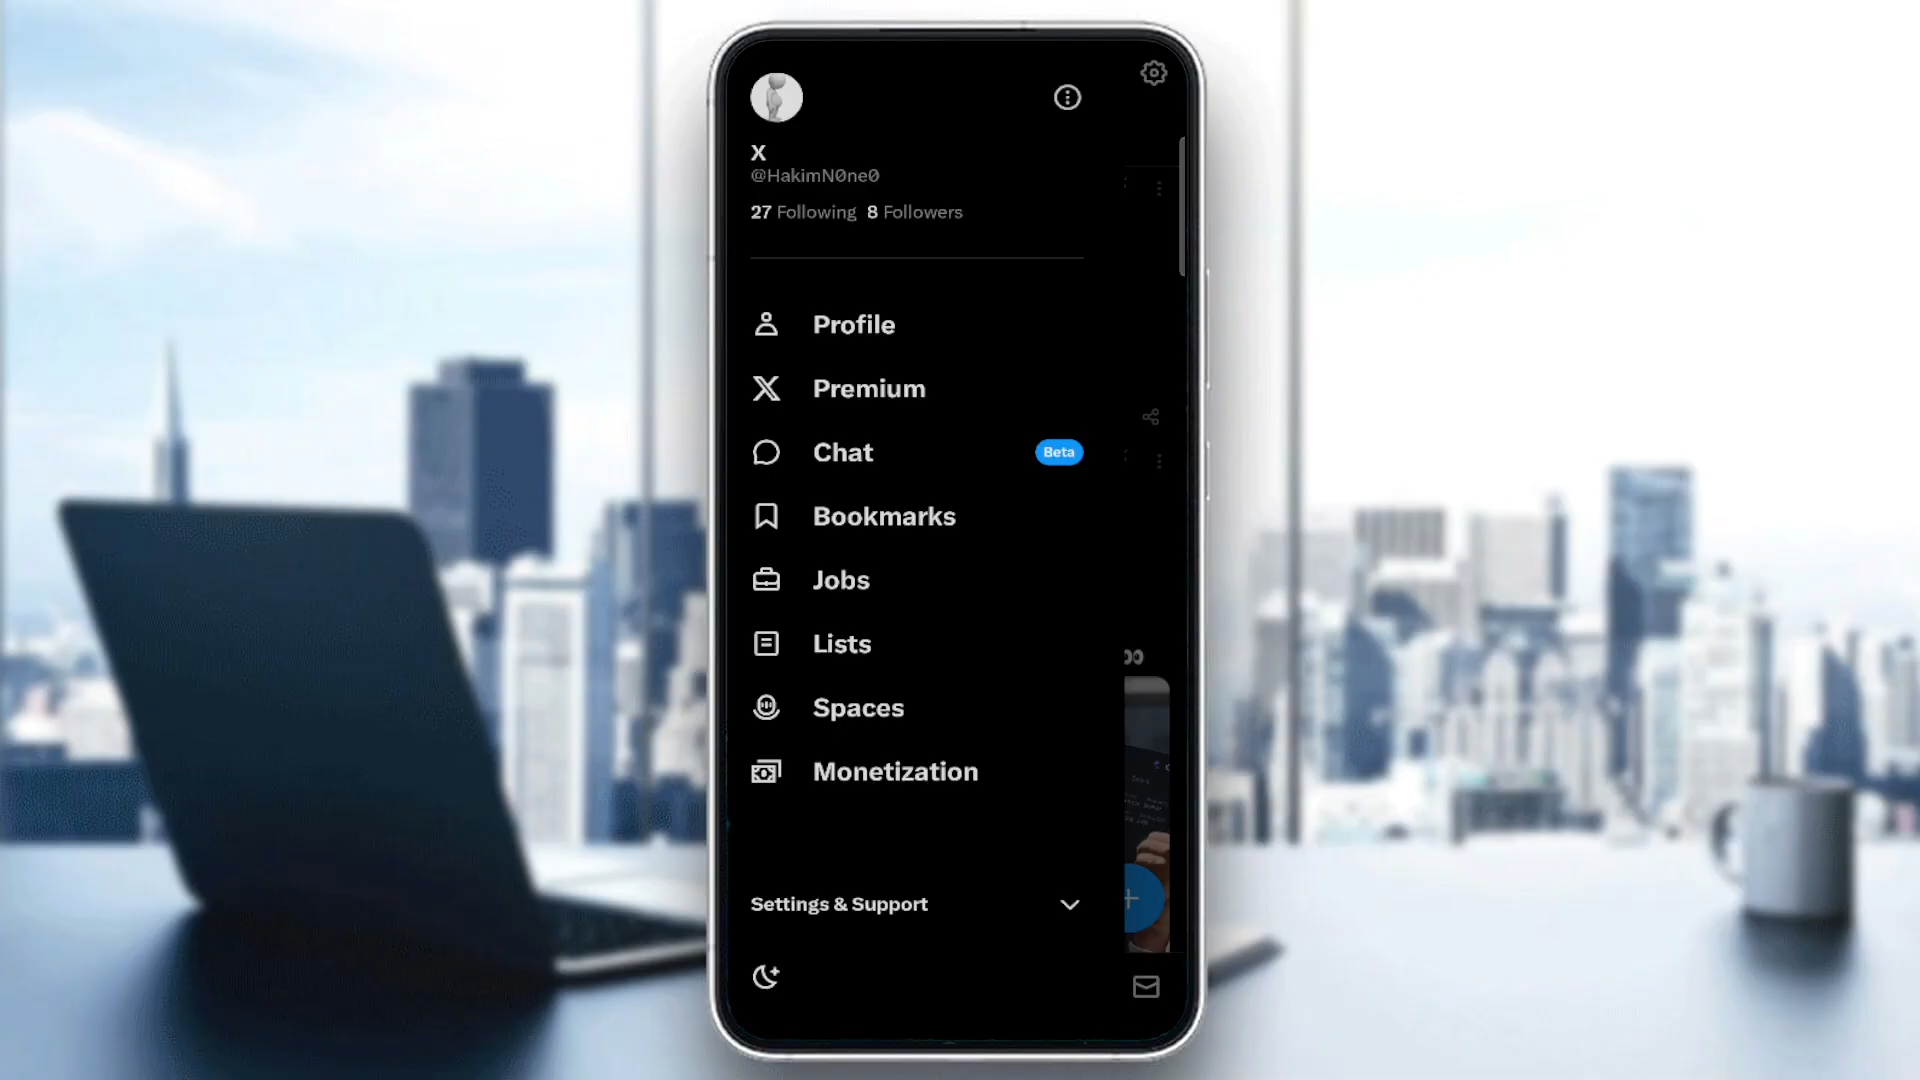 X
@HakimN0ne0
27 Following 8 Followers
Profile
Premium
Chat Beta
Bookmarks
Jobs
Lists
Spaces
Monetization
Settings & Support